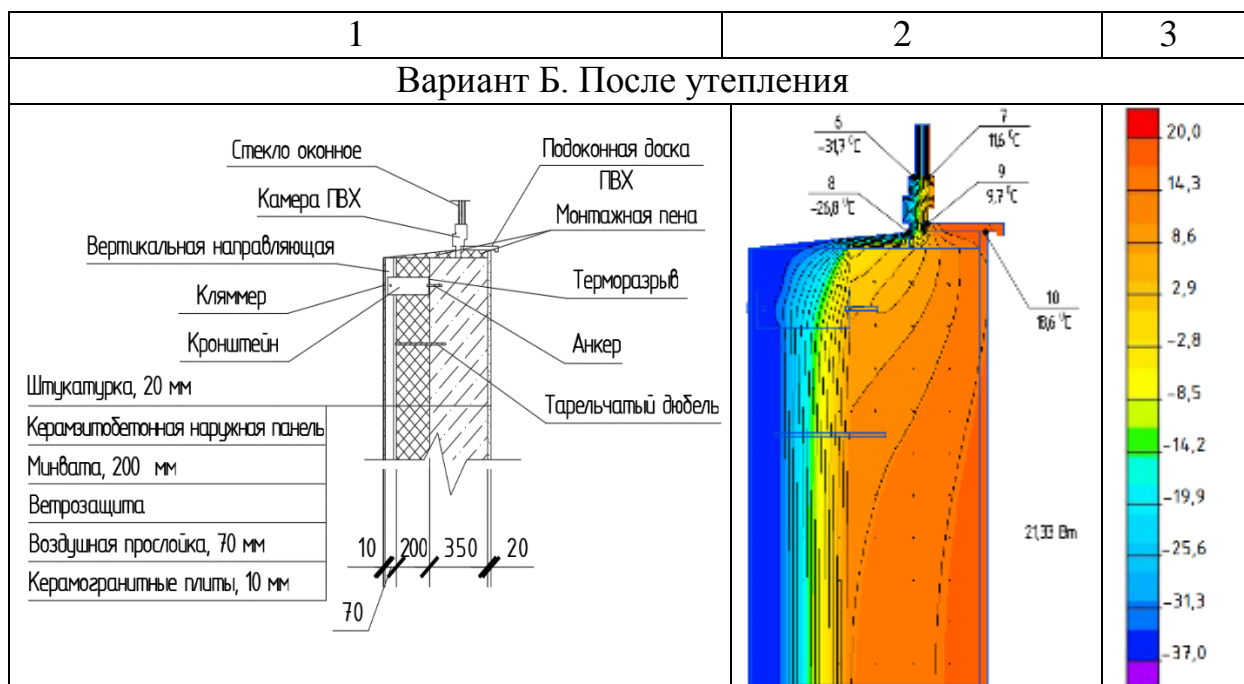 1
2
3
Вариант Б. После утепления
Стекло оконное
Подоконная доска
ПВХ
Камера ПВХ
Монтажная пена
Вертикальная направляющая
Терморазрыв
Кляммер
Кронштейн
Анкер
Штукатурка, 20 мм
Тарельчатый дюбель
Керамзитобетонная наружная панель
Минвата, 200 мм
Ветрозащита
Воздушная прослойка, 70 мм
Керамогранитные плиты, 10 мм
10
200
350
20
70
-31,7 °C
7
11,6 °C
8
-26,8 °C
9
9,7 °C
10
18,6 °C
21,33 Вт
20,0
14,3
8,6
2,9
-2,8
-8,5
-14,2
-19,9
-25,6
-31,3
-37,0